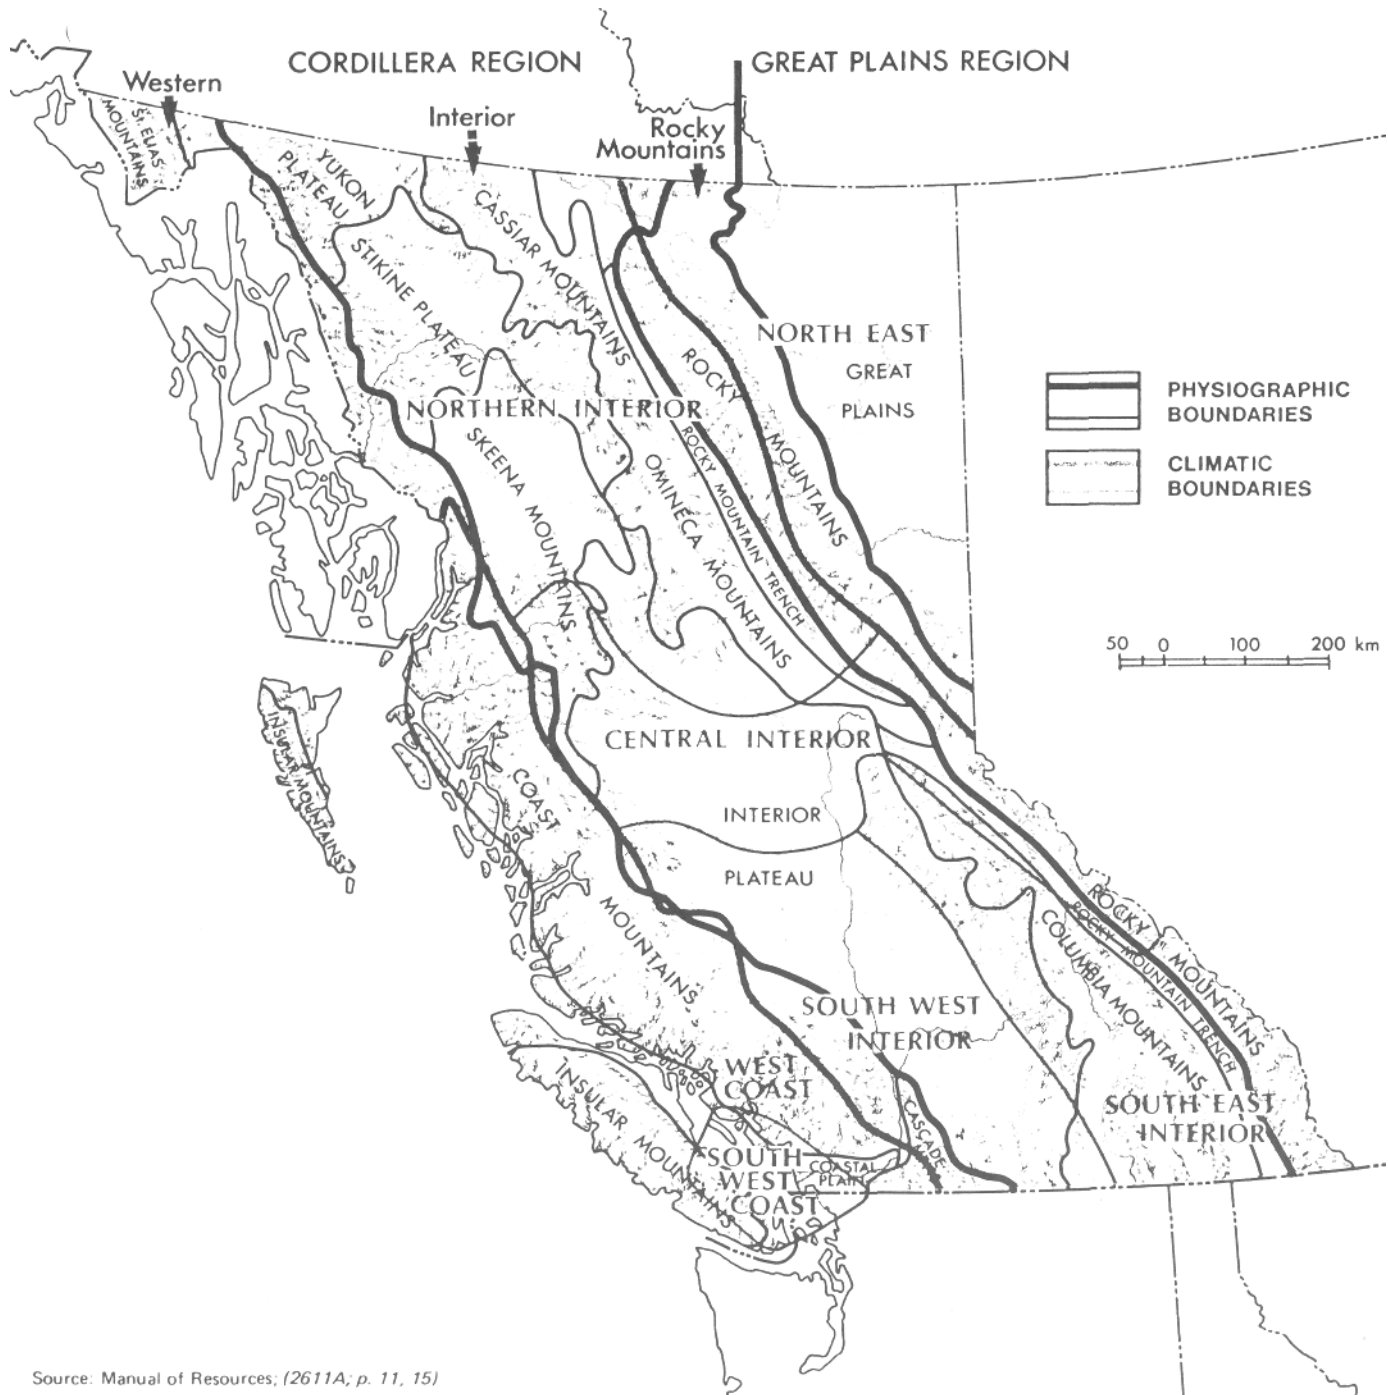 CORDILLERA REGION
GREAT PLAINS REGION
Western
Interior
Rocky
Mountains
ST. ELIAS
MOUNTAINS
YUKON
PLATEAU
CASSIAR MOUNTAINS
STIKINE PLATEAU
NORTH EAST
GREAT
PLAINS
ROCKY
MOUNTAINS
PHYSIOGRAPHIC
BOUNDARIES
CLIMATIC
BOUNDARIES
NORTHERN INTERIOR
SKEENA MOUNTAINS
OMINECA MOUNTAINS
ROCKY MOUNTAIN TRENCH
50 0 100 200 km
INSULAR MOUNTAINS
CENTRAL INTERIOR
COAST
MOUNTAINS
INTERIOR
PLATEAU
ROCKY MOUNTAINS
ROCKY MOUNTAIN TRENCH
COLUMBIA MOUNTAINS
SOUTH WEST
INTERIOR
WEST
COAST
INSULAR MOUNTAINS
CASCADE
MTS
SOUTH EAST
INTERIOR
SOUTH
WEST
COAST
COASTAL
PLAIN
Source: Manual of Resources; (2611A; p. 11, 15)